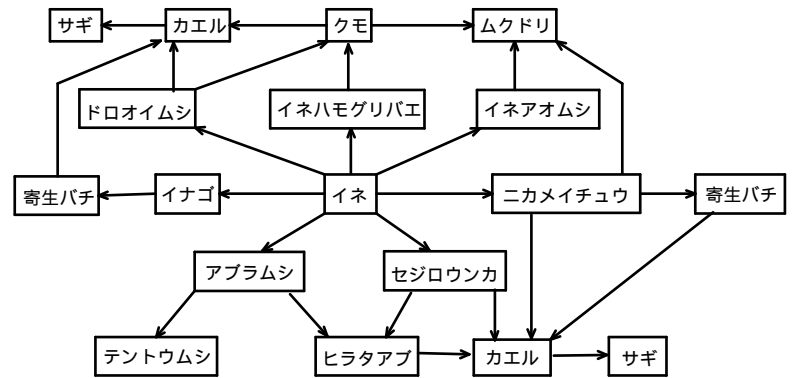 サギ
カエル
クモ
ムクドリ
ドロオイムシ
イネハモグリバエ
イネアオムシ
寄生バチ
イナゴ
イネ
ニカメイチュウ
寄生バチ
アブラムシ
セジロウンカ
テントウムシ
ヒラタアブ
カエル
サギ